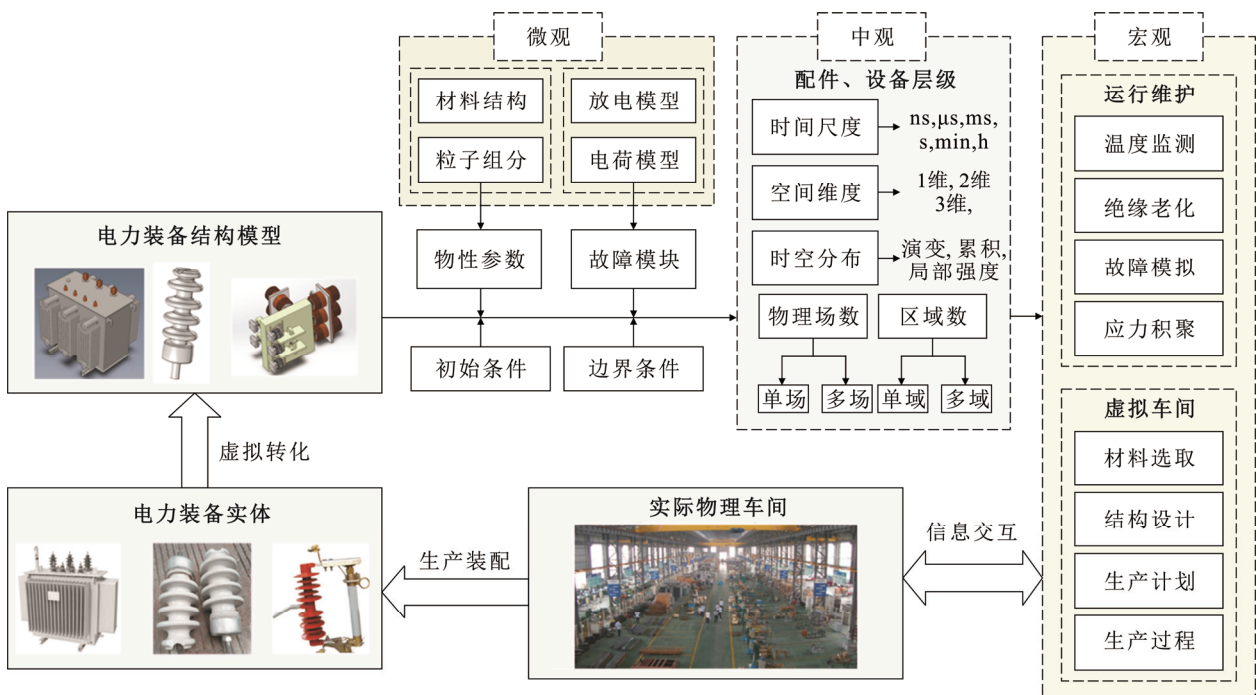 微观
材料结构
粒子组分
放电模型
电荷模型
物性参数
故障模块
初始条件
边界条件
中观
配件、设备层级
时间尺度
ns,μs,ms,
s,min,h
空间维度
1维,2维
3维,
时空分布
演变,累积,
局部强度
物理场数
区域数
单场
多场
单域
多域
宏观
运行维护
温度监测
绝缘老化
故障模拟
应力积聚
虚拟车间
材料选取
结构设计
生产计划
生产过程
电力装备结构模型
虚拟转化
电力装备实体
生产装配
实际物理车间
信息交互